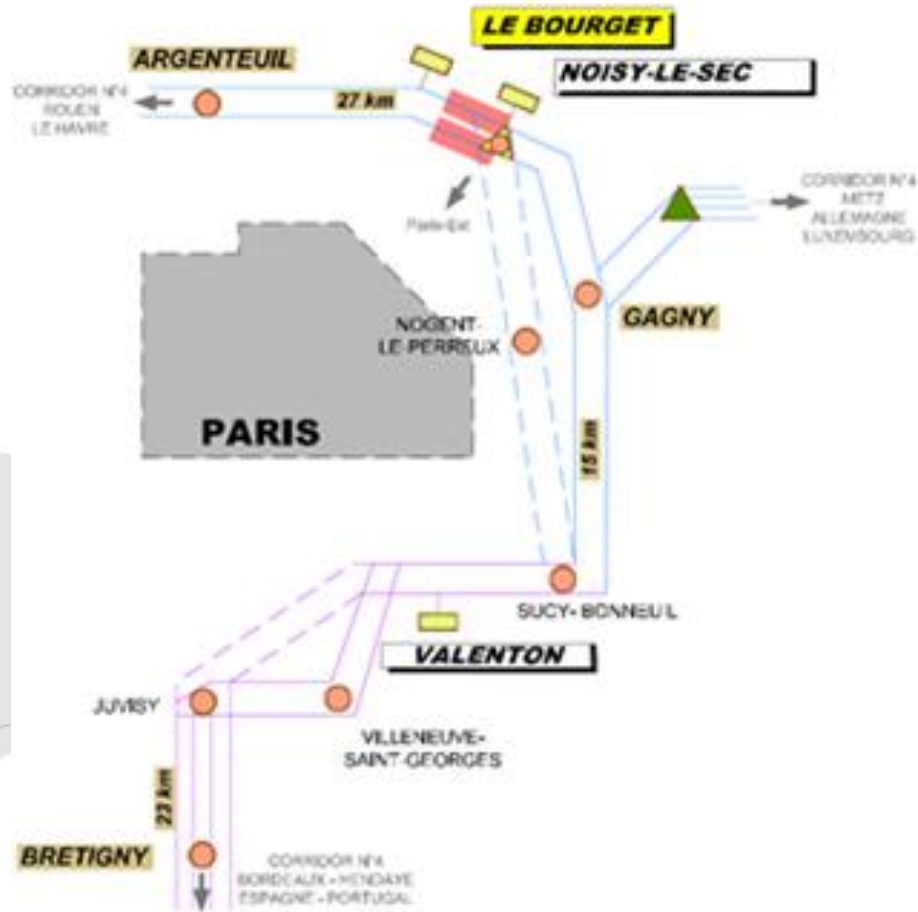 LE BOURGET
ARGENTEUIL
NOISY-LE-SEC
CORRIDOR N°4
ROUEN
LE HAVRE
27 km
CORRIDOR N°4
METZ
ALLEMAGNE
LUXEMBOURG
Paris-Est
GAGNY
NOGENT-
LE-PERREUX
PARIS
15 km
SUCY-BONNEUIL
VALENTON
JUVISY
VILLENEUVE-
SAINT-GEORGES
23 km
BRETIGNY
CORRIDOR N°4
BORDEAUX - HENDAYE
ESPAGNE - PORTUGAL